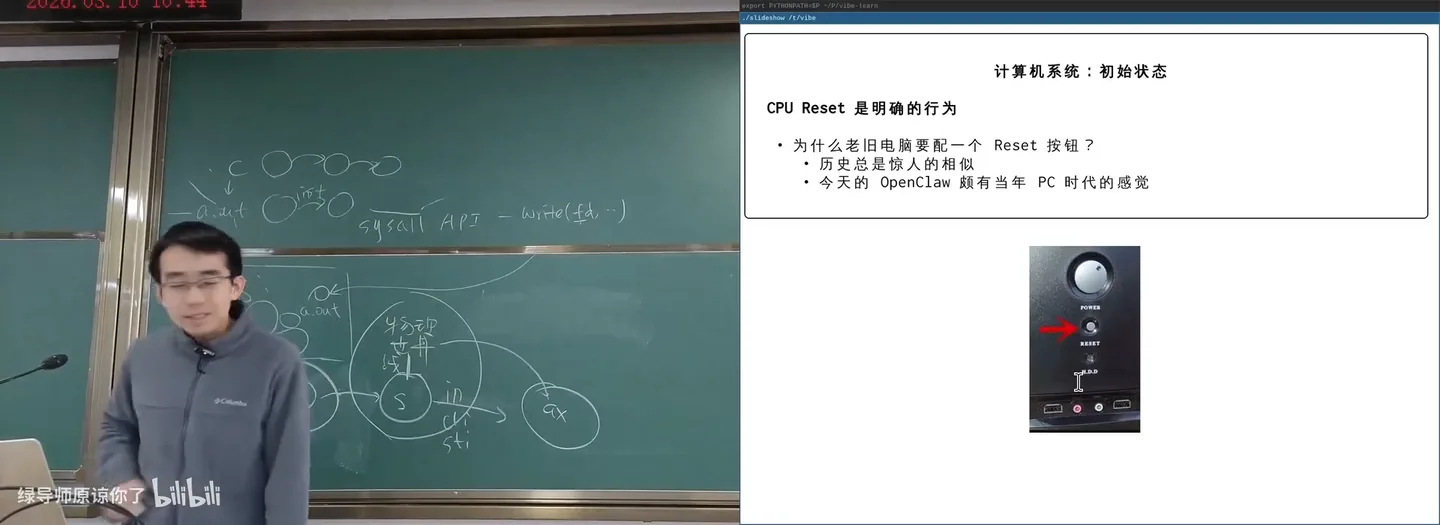 2026.03.10 10:44
C
init
a.out
syscall API — write(fd, …)
a.out
S
in
cli
sti
ax
Columbia
绿导师原谅你了 bilibili
export PYTHONPATH=$P ~/P/vibe-learn
./slideshow /t/vibe
计算机系统：初始状态
CPU Reset 是明确的行为
• 为什么老旧电脑要配一个 Reset 按钮？
• 历史总是惊人的相似
• 今天的 OpenClaw 颇有当年 PC 时代的感觉
POWER
RESET
H.D.D